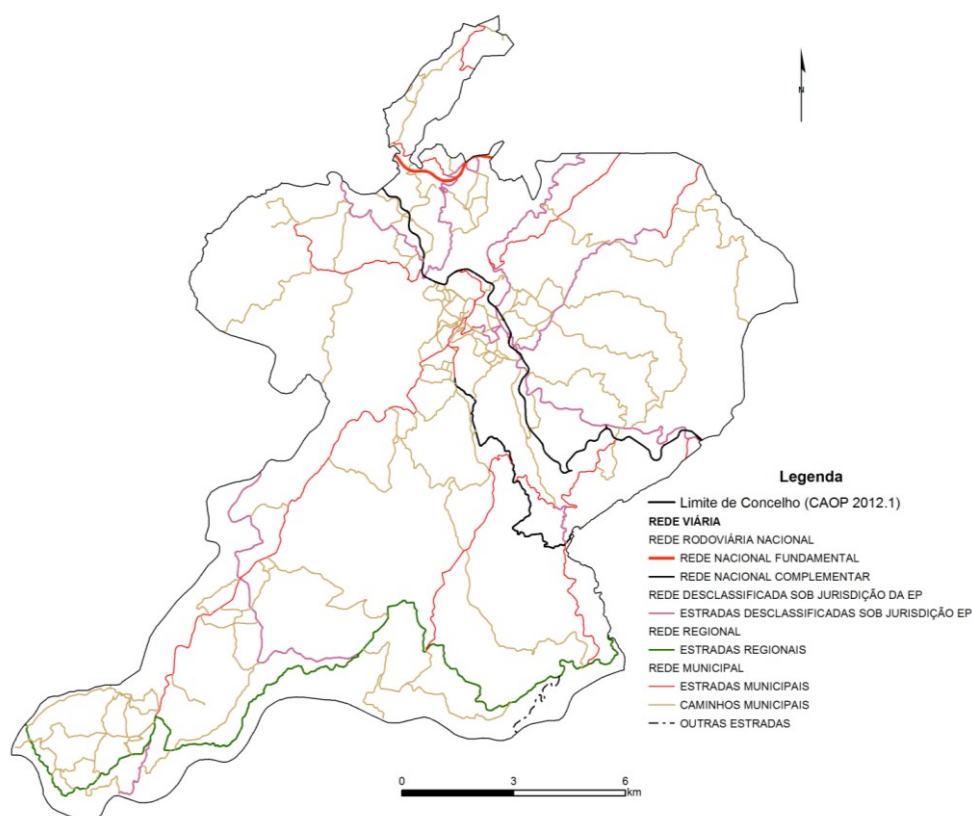 N
Legenda
Limite de Concelho (CAOP 2012.1)
REDE VIÁRIA
REDE RODOVIÁRIA NACIONAL
REDE NACIONAL FUNDAMENTAL
REDE NACIONAL COMPLEMENTAR
REDE DESCLASSIFICADA SOB JURISDIÇÃO DA EP
ESTRADAS DESCLASSIFICADAS SOB JURISDIÇÃO EP
REDE REGIONAL
ESTRADAS REGIONAIS
REDE MUNICIPAL
ESTRADAS MUNICIPAIS
CAMINHOS MUNICIPAIS
OUTRAS ESTRADAS
0 3 6
km